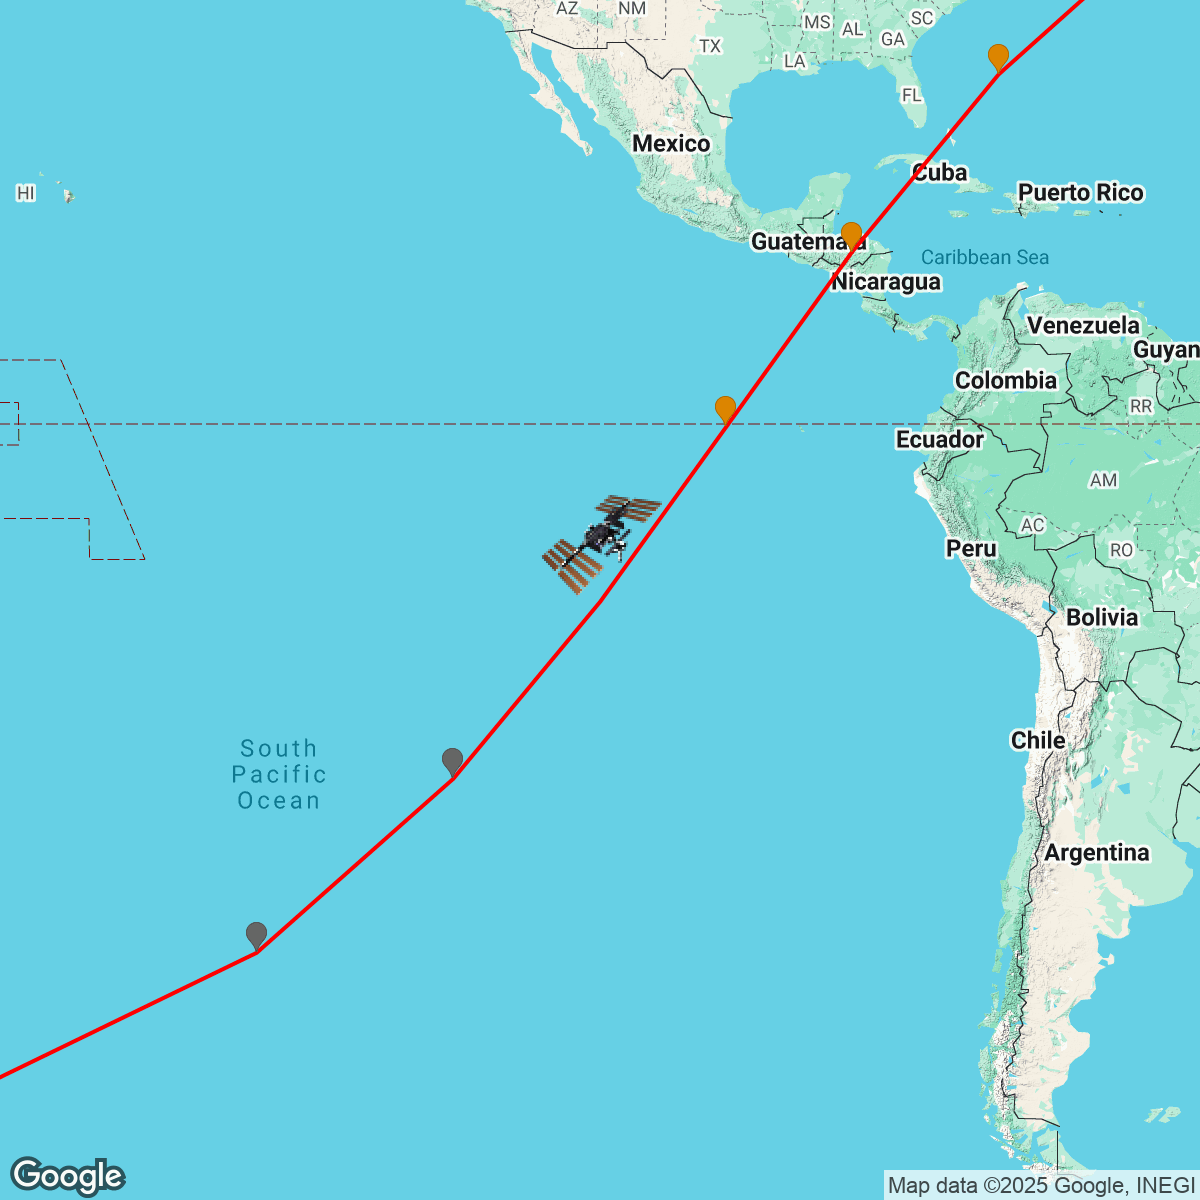 AZ
NM
MS
SC
AL
TX
GA
LA
FL
Mexico
Cuba
HI
Puerto Rico
Guatemala
Caribbean Sea
Nicaragua
Venezuela
Guyan
Colombia
RR
Ecuador
AM
AC
Peru
RO
Bolivia
Chile
South
Pacific
Ocean
Argentina
Google
Map data ©2025 Google, INEGI